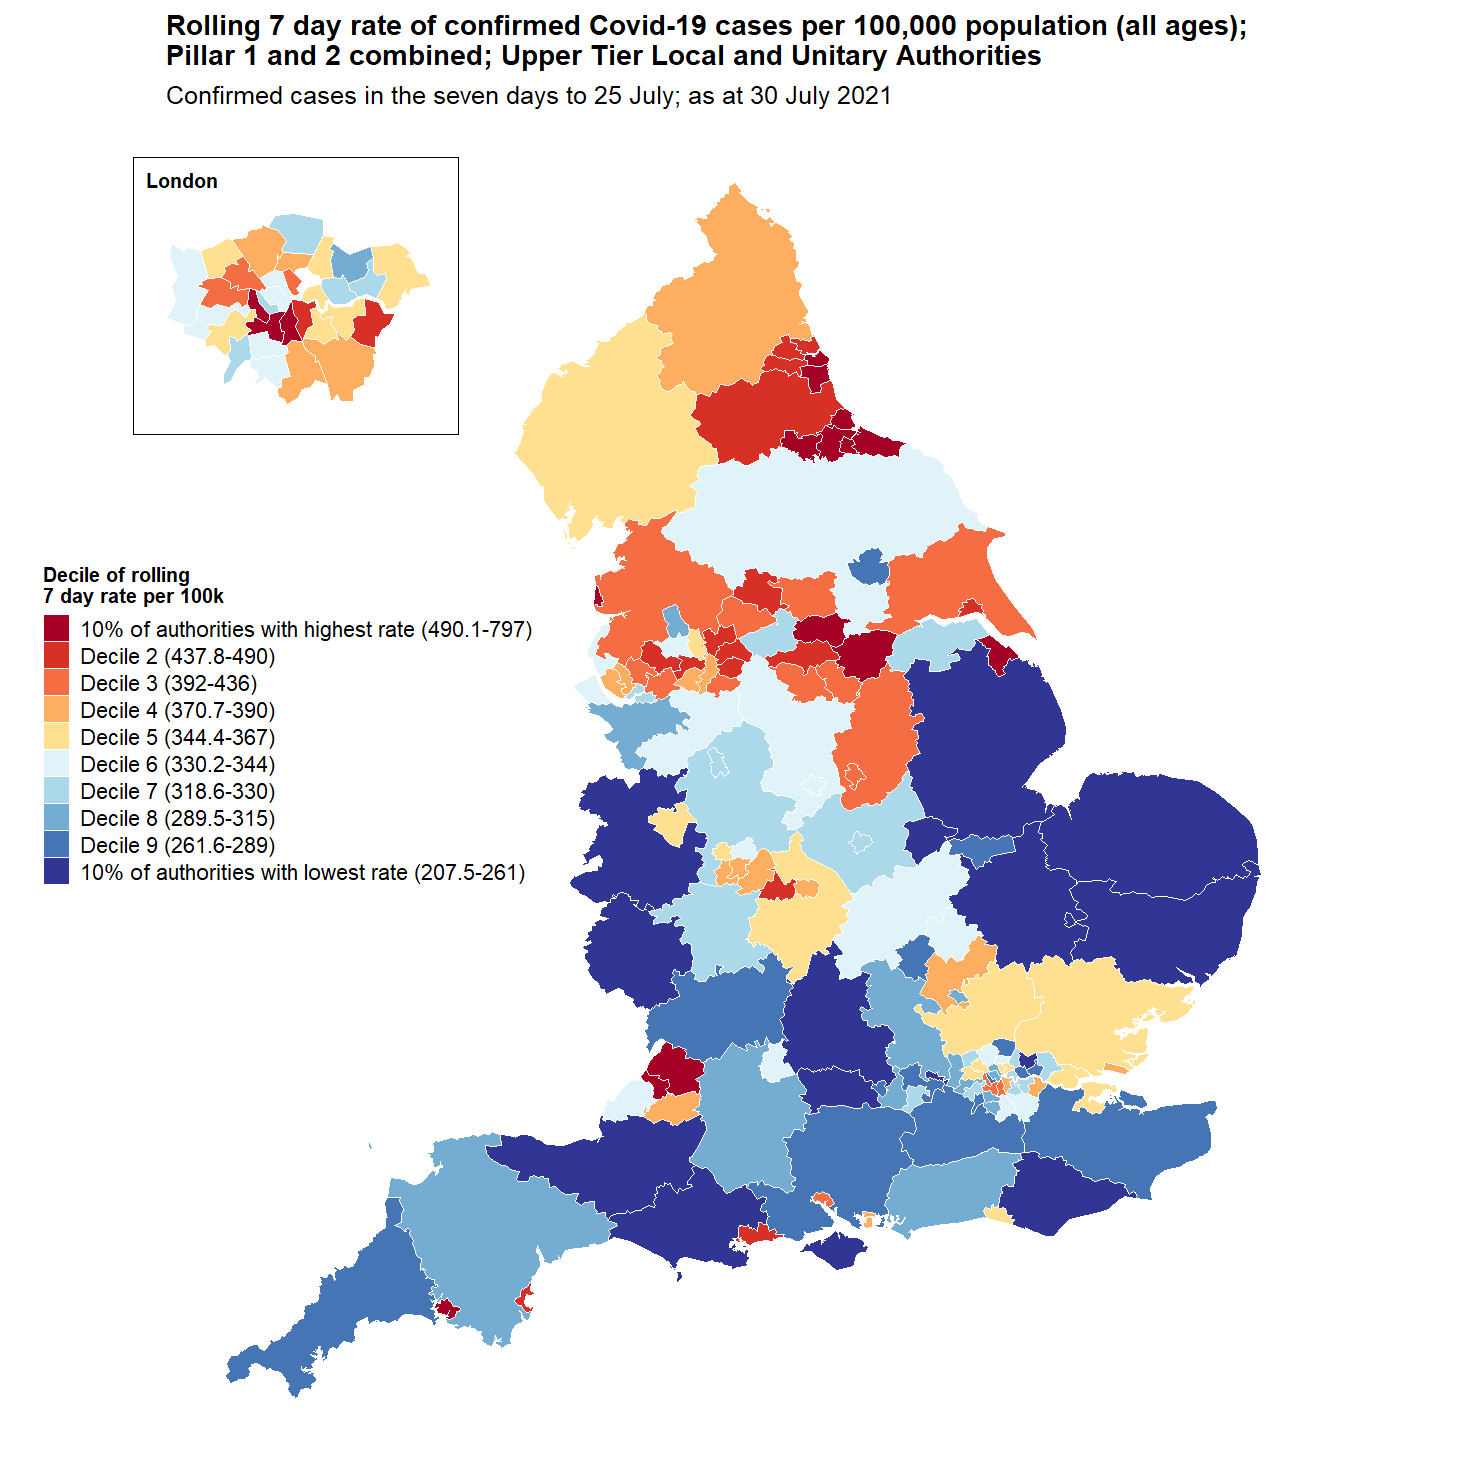 Rolling 7 day rate of confirmed Covid-19 cases per 100,000 population (all ages);
Pillar 1 and 2 combined; Upper Tier Local and Unitary Authorities
Confirmed cases in the seven days to 25 July; as at 30 July 2021
London
Decile of rolling
7 day rate per 100k
10% of authorities with highest rate (490.1-797)
Decile 2 (437.8-490)
Decile 3 (392-436)
Decile 4 (370.7-390)
Decile 5 (344.4-367)
Decile 6 (330.2-344)
Decile 7 (318.6-330)
Decile 8 (289.5-315)
Decile 9 (261.6-289)
10% of authorities with lowest rate (207.5-261)